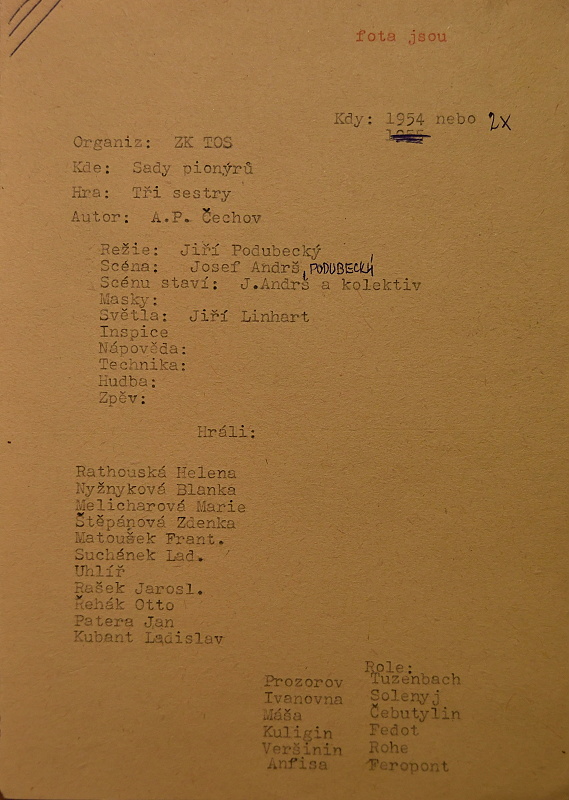 fota jsou
Kdy: 1954 nebo 2x
1955
Organiz: ZK TOS
Kde: Sady pionýrů
Hra: Tři sestry
Autor: A.P. Čechov
Režie: Jiří Podubecký
Scéna: Josef Andrš, PODUBECKÝ
Scénu staví: J.Andrš a kolektiv
Masky:
Světla: Jiří Linhart
Inspice
Nápověda:
Technika:
Hudba:
Zpěv:
Hráli:
Rathouská Helena
Nyžnyková Blanka
Melicharová Marie
Štěpánová Zdenka
Matoušek Frant.
Suchánek Lad.
Uhlíř
Rašek Jarosl.
Řehák Otto
Patera Jan
Kubant Ladislav
Role:
Prozorov Tuzenbach
Ivanovna Solenyj
Máša Čebutylin
Kuligin Fedot
Veršinin Rohe
Anfisa Feropont